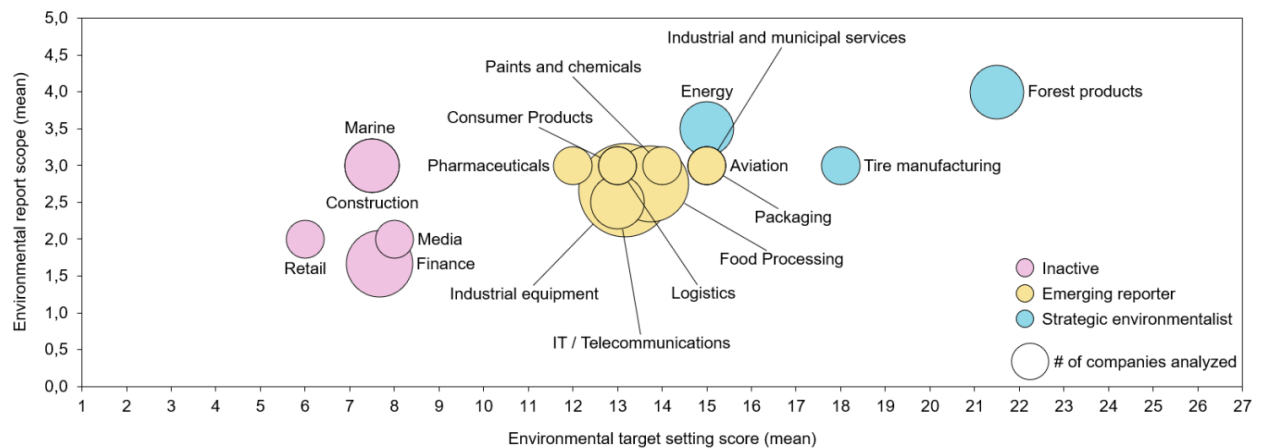 5,0
4,5
4,0
3,5
3,0
2,5
2,0
1,5
1,0
0,5
0,0
Environmental report scope (mean)
Industrial and municipal services
Paints and chemicals
Energy
Forest products
Consumer Products
Marine
Pharmaceuticals
Aviation
Tire manufacturing
Construction
Packaging
Media
Food Processing
Finance
Retail
Industrial equipment
Logistics
IT / Telecommunications
Inactive
Emerging reporter
Strategic environmentalist
# of companies analyzed
1 2 3 4 5 6 7 8 9 10 11 12 13 14 15 16 17 18 19 20 21 22 23 24 25 26 27
Environmental target setting score (mean)